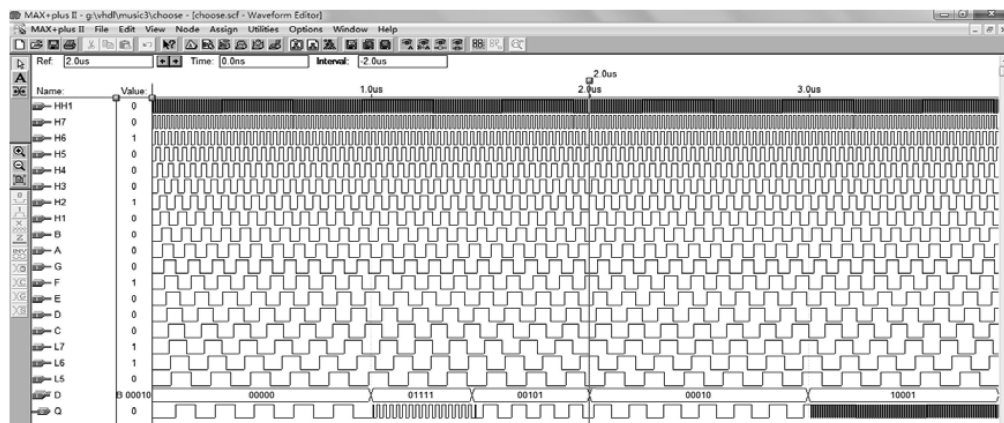 MAX+plus II - g:\vhdl\music3\choose - [choose.scf - Waveform Editor]
MAX+plus II File Edit View Node Assign Utilities Options Window Help
Ref: 2.0us Time: 0.0ns Interval: -2.0us
2.0us
Name: Value: 1.0us 2.0us 3.0us
HH1 0
H7 0
H6 1
H5 0
H4 0
H3 0
H2 1
H1 0
B 0
A 0
G 0
F 1
E 0
D 0
C 0
L7 1
L6 1
L5 0
D B 00010 00000 01111 00101 00010 10001
Q 0